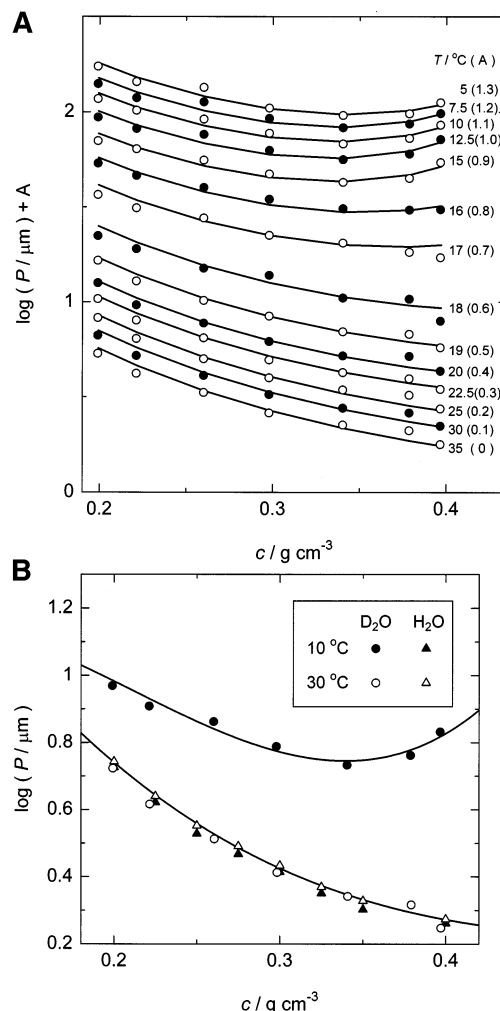 A
T / °C ( A )
5 (1.3)
7.5 (1.2)
10 (1.1)
12.5(1.0)
15 (0.9)
16 (0.8)
17 (0.7)
18 (0.6)
19 (0.5)
20 (0.4)
22.5(0.3)
25 (0.2)
30 (0.1)
35 ( 0 )
2
1
0
log ( P / μm ) + A
0.2 0.3 0.4
c / g cm-3
B
D2O H2O
10 °C ● ▲
30 °C ○ △
1.2
1
0.8
0.6
0.4
0.2
log ( P / μm )
0.2 0.3 0.4
c / g cm-3